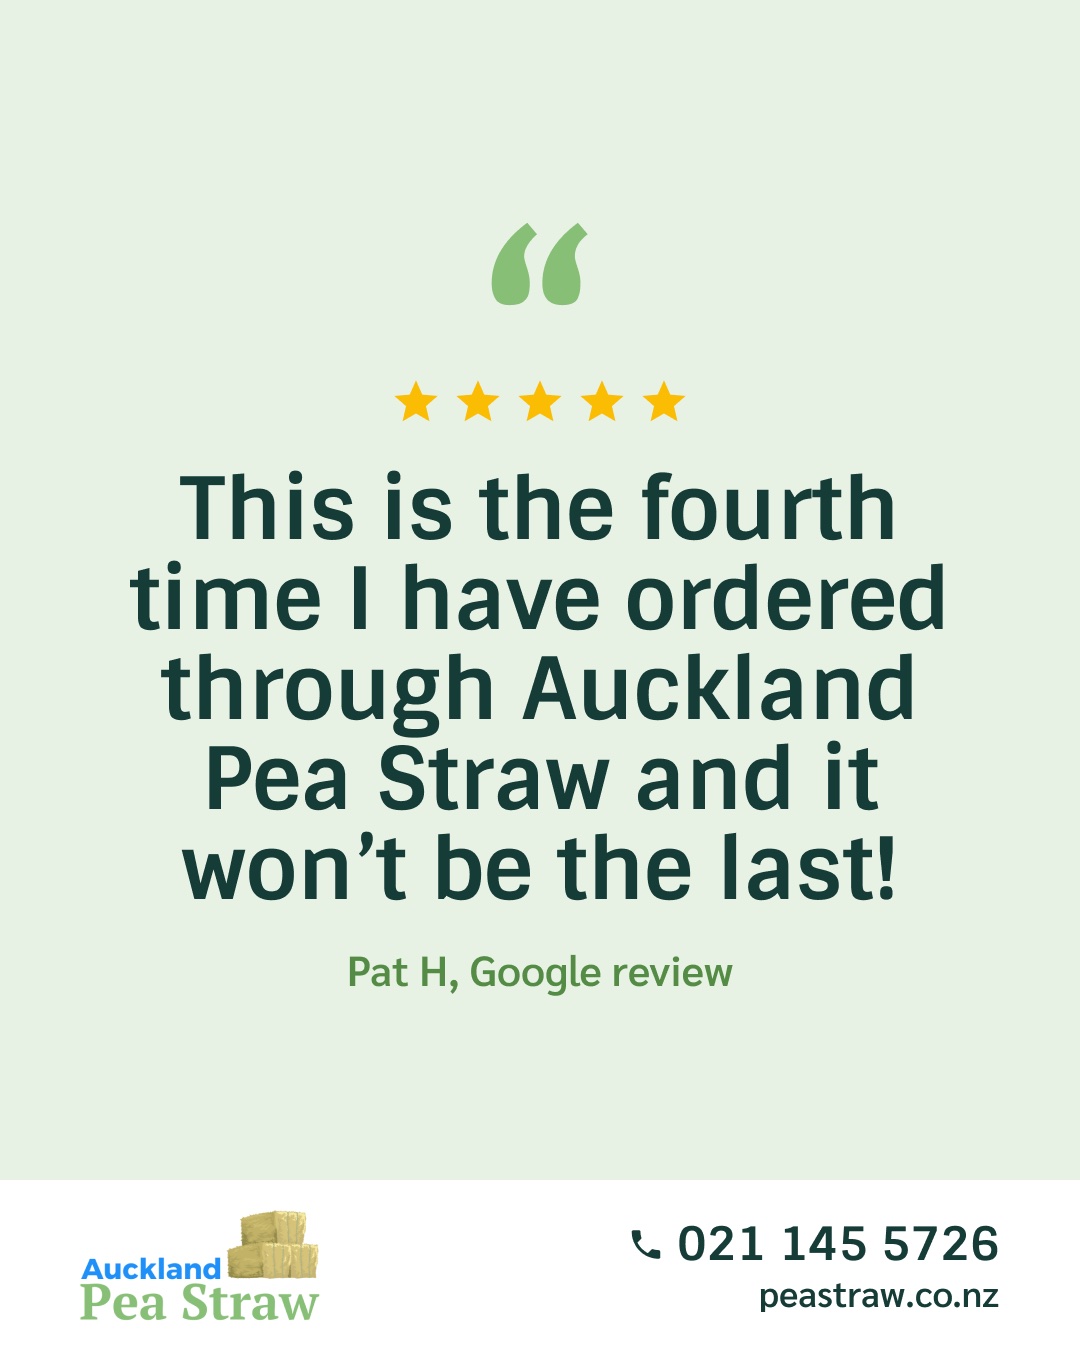 “
This is the fourth
time I have ordered
through Auckland
Pea Straw and it
won’t be the last!
Pat H, Google review
Auckland
Pea Straw
021 145 5726
peastraw.co.nz